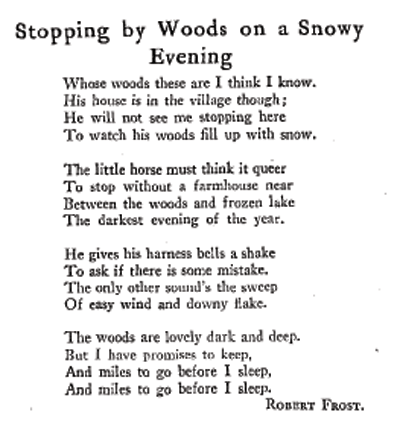 Stopping by Woods on a Snowy
Evening
Whose woods these are I think I know.
His house is in the village though;
He will not see me stopping here
To watch his woods fill up with snow.
The little horse must think it queer
To stop without a farmhouse near
Between the woods and frozen lake
The darkest evening of the year.
He gives his harness bells a shake
To ask if there is some mistake.
The only other sound's the sweep
Of easy wind and downy flake.
The woods are lovely dark and deep.
But I have promises to keep,
And miles to go before I sleep,
And miles to go before I sleep.
ROBERT FROST.